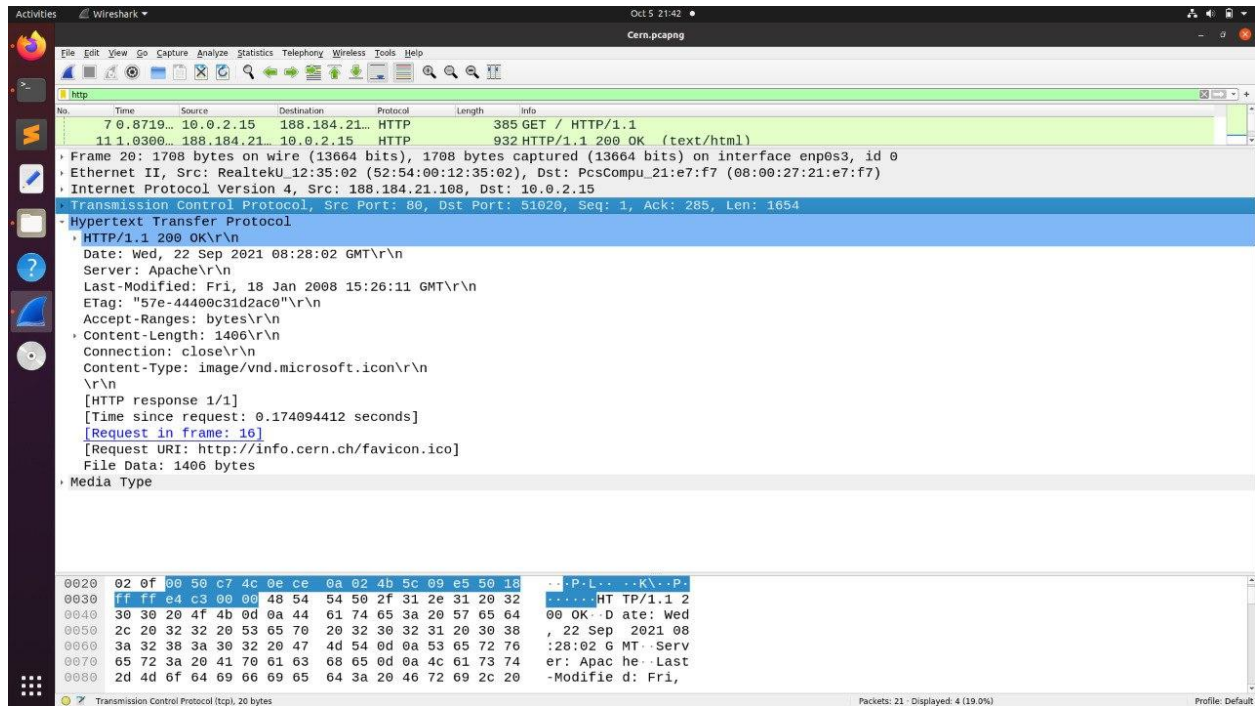 Activities Wireshark Oct 5 21:42
Cern.pcapng
File Edit View Go Capture Analyze Statistics Telephony Wireless Tools Help
http
No. Time Source Destination Protocol Length Info
7 0.8719… 10.0.2.15 188.184.21… HTTP 385 GET / HTTP/1.1
11 1.0300… 188.184.21… 10.0.2.15 HTTP 932 HTTP/1.1 200 OK (text/html)
Frame 20: 1708 bytes on wire (13664 bits), 1708 bytes captured (13664 bits) on interface enp0s3, id 0
Ethernet II, Src: RealtekU_12:35:02 (52:54:00:12:35:02), Dst: PcsCompu_21:e7:f7 (08:00:27:21:e7:f7)
Internet Protocol Version 4, Src: 188.184.21.108, Dst: 10.0.2.15
Transmission Control Protocol, Src Port: 80, Dst Port: 51020, Seq: 1, Ack: 285, Len: 1654
Hypertext Transfer Protocol
HTTP/1.1 200 OK\r\n
Date: Wed, 22 Sep 2021 08:28:02 GMT\r\n
Server: Apache\r\n
Last-Modified: Fri, 18 Jan 2008 15:26:11 GMT\r\n
ETag: "57e-44400c31d2ac0"\r\n
Accept-Ranges: bytes\r\n
Content-Length: 1406\r\n
Connection: close\r\n
Content-Type: image/vnd.microsoft.icon\r\n
\r\n
[HTTP response 1/1]
[Time since request: 0.174094412 seconds]
[Request in frame: 16]
[Request URI: http://info.cern.ch/favicon.ico]
File Data: 1406 bytes
Media Type
0020 02 0f 00 50 c7 4c 0e ce 0a 02 4b 5c 09 e5 50 18 ···P·L·· ··K\··P·
0030 ff ff e4 c3 00 00 48 54 54 50 2f 31 2e 31 20 32 ······HT TP/1.1 2
0040 30 30 20 4f 4b 0d 0a 44 61 74 65 3a 20 57 65 64 00 OK··D ate: Wed
0050 2c 20 32 32 20 53 65 70 20 32 30 32 31 20 30 38 , 22 Sep 2021 08
0060 3a 32 38 3a 30 32 20 47 4d 54 0d 0a 53 65 72 76 :28:02 G MT··Serv
0070 65 72 3a 20 41 70 61 63 68 65 0d 0a 4c 61 73 74 er: Apac he··Last
0080 2d 4d 6f 64 69 66 69 65 64 3a 20 46 72 69 2c 20 -Modifie d: Fri,
Transmission Control Protocol (tcp), 20 bytes Packets: 21 · Displayed: 4 (19.0%) Profile: Default